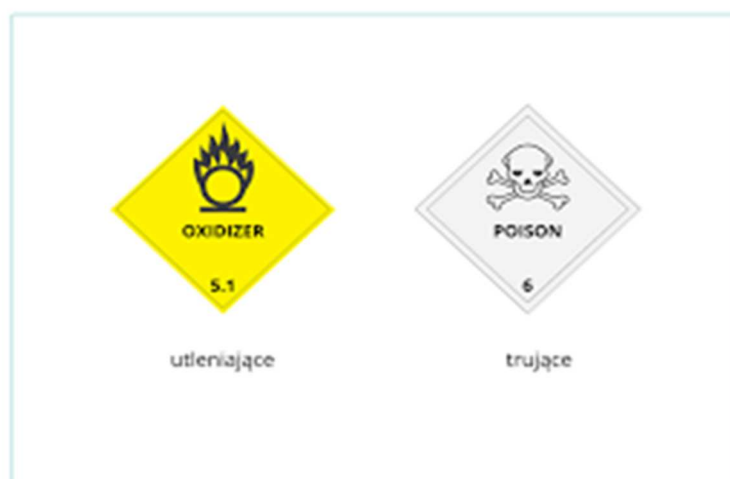 OXIDIZER
5.1
utleniające
POISON
6
trujące